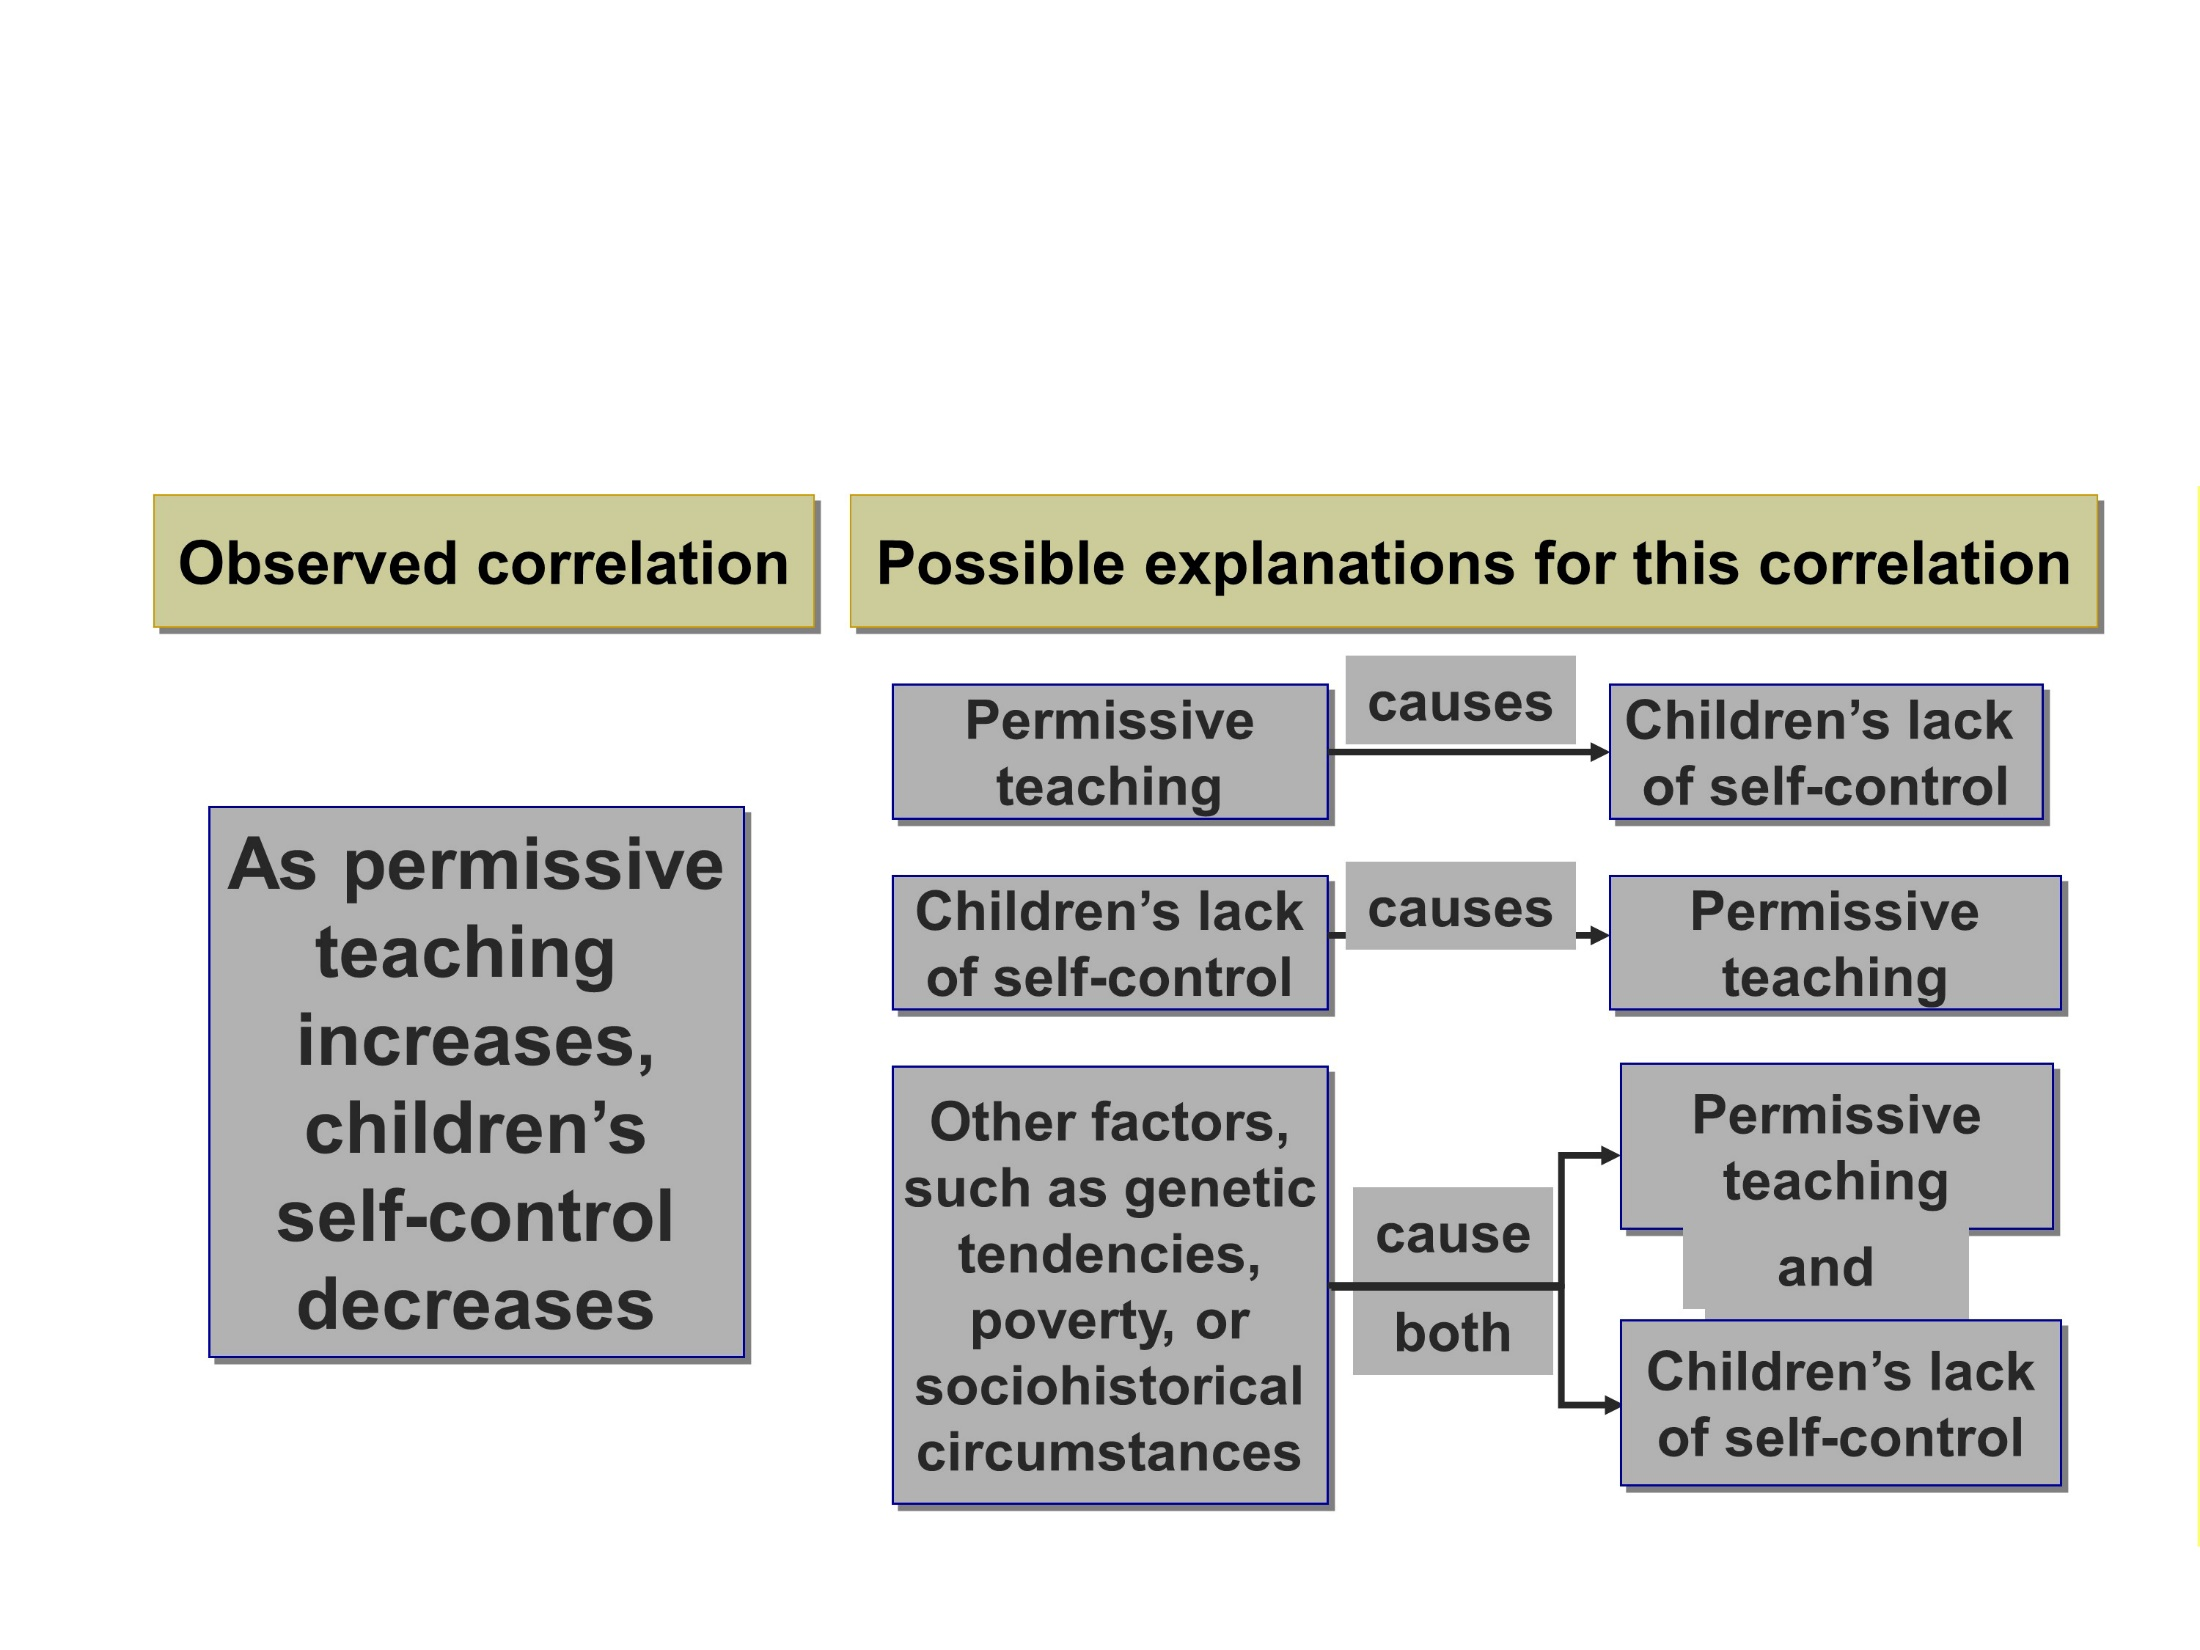 Observed correlation
Possible explanations for this correlation
As permissive
teaching
increases,
children’s
self-control
decreases
Permissive
teaching
causes
Children’s lack
of self-control
Children’s lack
of self-control
causes
Permissive
teaching
Other factors,
such as genetic
tendencies,
poverty, or
sociohistorical
circumstances
cause
both
Permissive
teaching
and
Children’s lack
of self-control